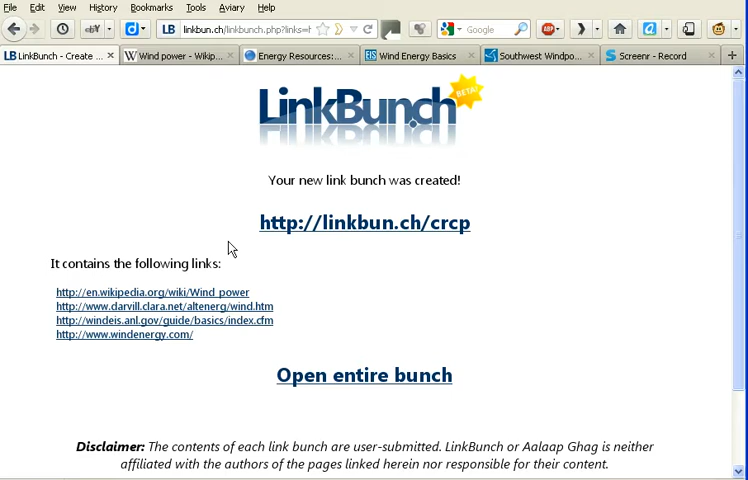 File Edit View History Bookmarks Tools Aviary Help
linkbun.ch/linkbunch.php?links=h
Google
LB LinkBunch - Create ...
W Wind power - Wikip...
Energy Resources:...
EIS Wind Energy Basics
Southwest Windpo...
S Screenr - Record
LinkBunch
BETA!
Your new link bunch was created!
http://linkbun.ch/crcp
It contains the following links:
http://en.wikipedia.org/wiki/Wind_power
http://www.darvill.clara.net/altenerg/wind.htm
http://windeis.anl.gov/guide/basics/index.cfm
http://www.windenergy.com/
Open entire bunch
Disclaimer: The contents of each link bunch are user-submitted. LinkBunch or Aalaap Ghag is neither
affiliated with the authors of the pages linked herein nor responsible for their content.